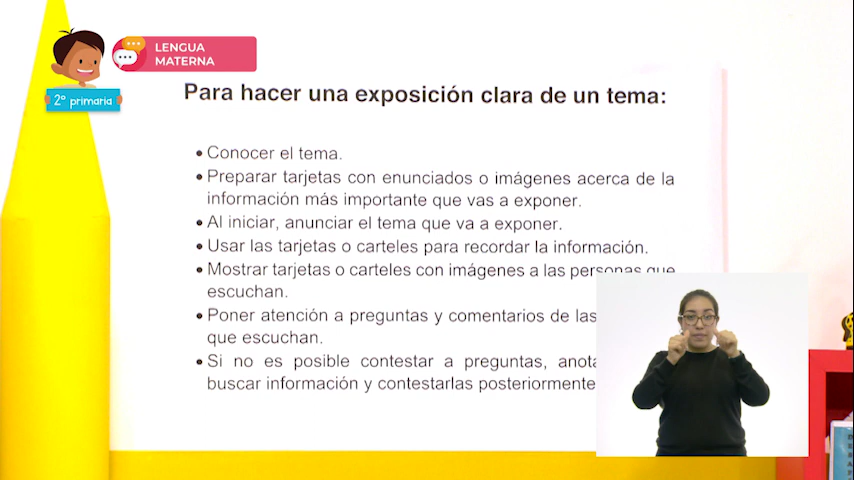 LENGUA
MATERNA
2° primaria
Para hacer una exposición clara de un tema:
• Conocer el tema.
• Preparar tarjetas con enunciados o imágenes acerca de la
información más importante que vas a exponer.
• Al iniciar, anunciar el tema que va a exponer.
• Usar las tarjetas o carteles para recordar la información.
• Mostrar tarjetas o carteles con imágenes a las personas que
escuchan.
• Poner atención a preguntas y comentarios de las
que escuchan.
• Si no es posible contestar a preguntas,
buscar información y contestarlas posteriormente